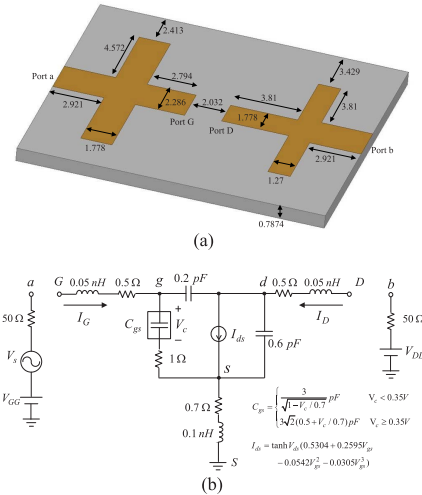 2.413
4.572
3.429
Port a
2.794
3.81
2.286
2.032
3.81
2.921
Port G
Port D
1.778
2.921
Port b
1.778
1.27
0.7874
(a)
0.2 pF
a
G
0.05 nH
0.5 Ω
g
d
0.5 Ω
0.05 nH
D
b
50 Ω
I_G
C_gs
+
V_c
−
I_ds
I_D
50 Ω
V_s
1 Ω
0.6 pF
V_DD
V_GG
s
0.7 Ω
0.1 nH
S
C_gs = { 3 / √(1−V_c / 0.7) pF V_c < 0.35V
3√2(0.5+V_c / 0.7) pF V_c ≥ 0.35V
I_ds = tanh V_ds (0.5304 + 0.2595V_gs
−0.0542V_gs^2 −0.0305V_gs^3)
(b)